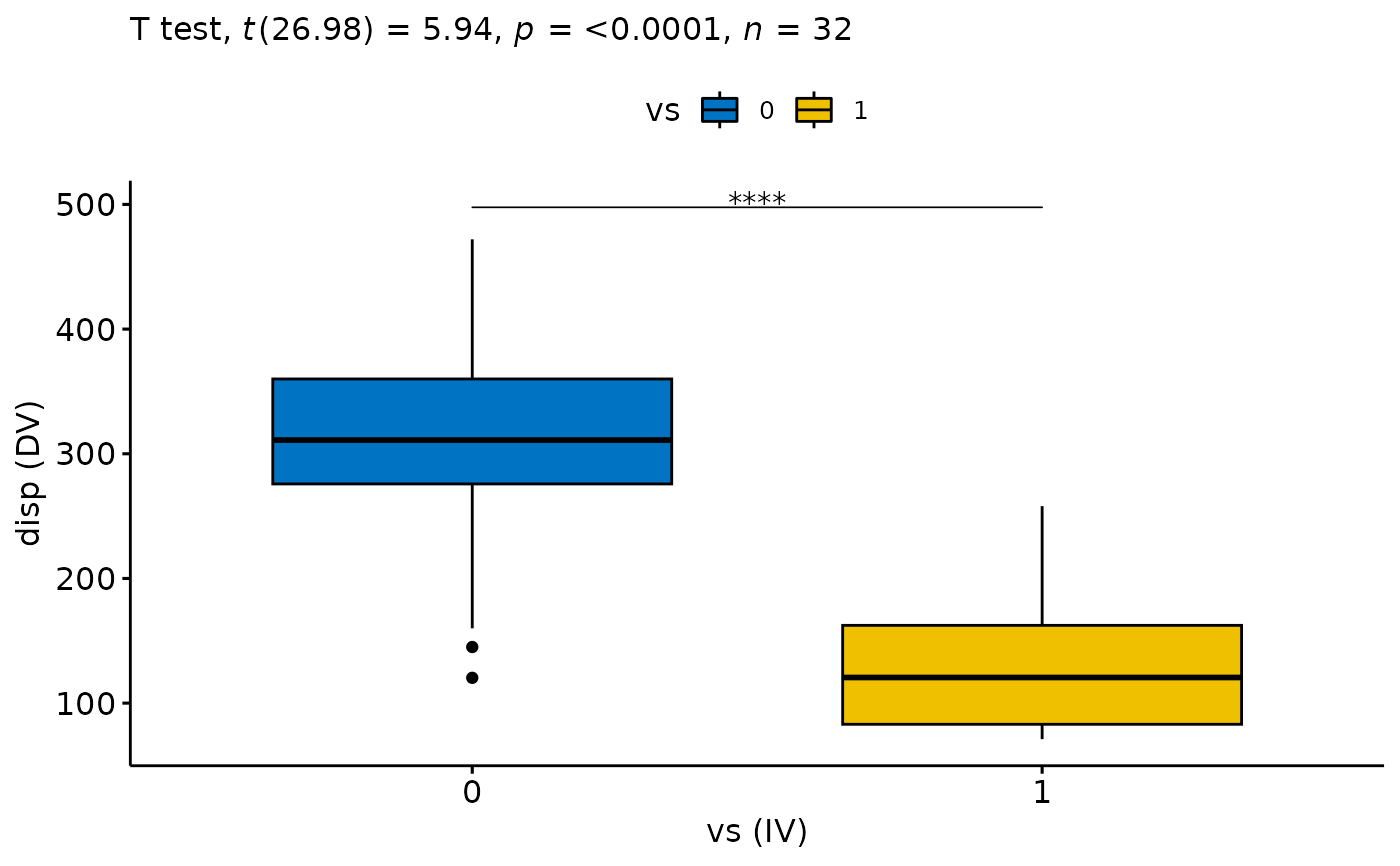 T test, t(26.98) = 5.94, p = <0.0001, n = 32
vs 0 1
500
****
400
300
200
100
disp (DV)
0 1
vs (IV)